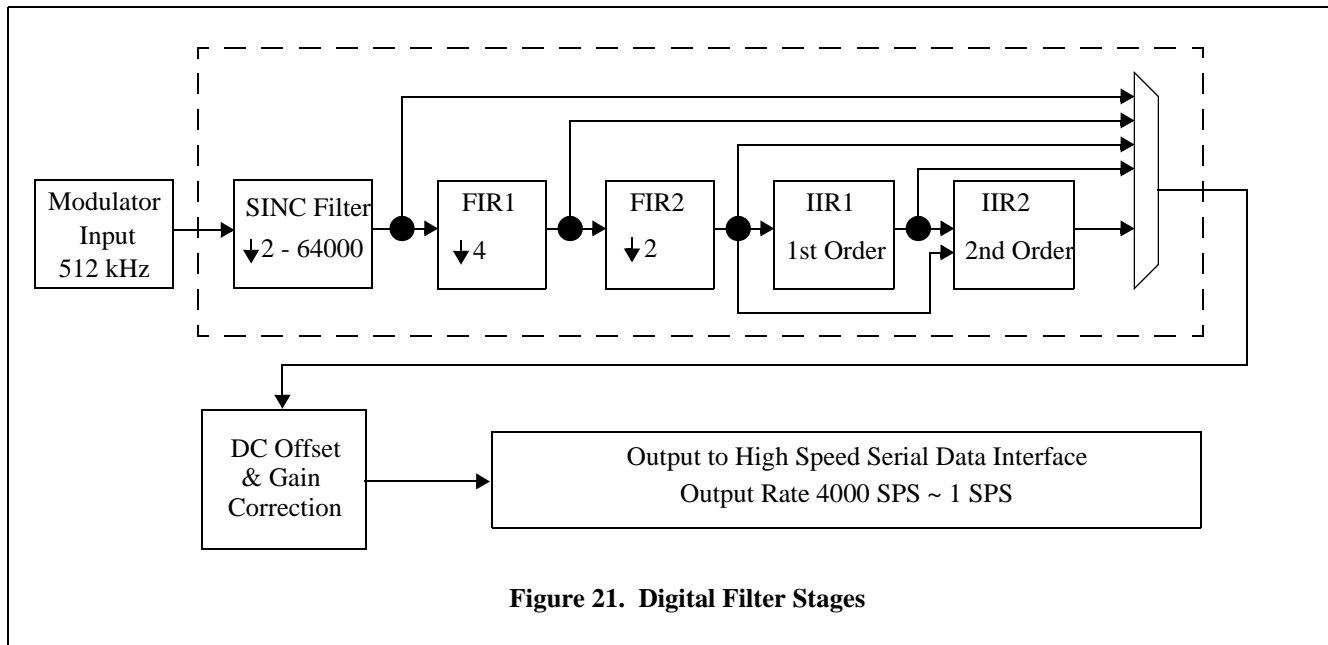 Modulator
Input
512 kHz
SINC Filter
↓2 - 64000
FIR1
↓4
FIR2
↓2
IIR1
1st Order
IIR2
2nd Order
DC Offset
& Gain
Correction
Output to High Speed Serial Data Interface
Output Rate 4000 SPS ~ 1 SPS
Figure 21. Digital Filter Stages